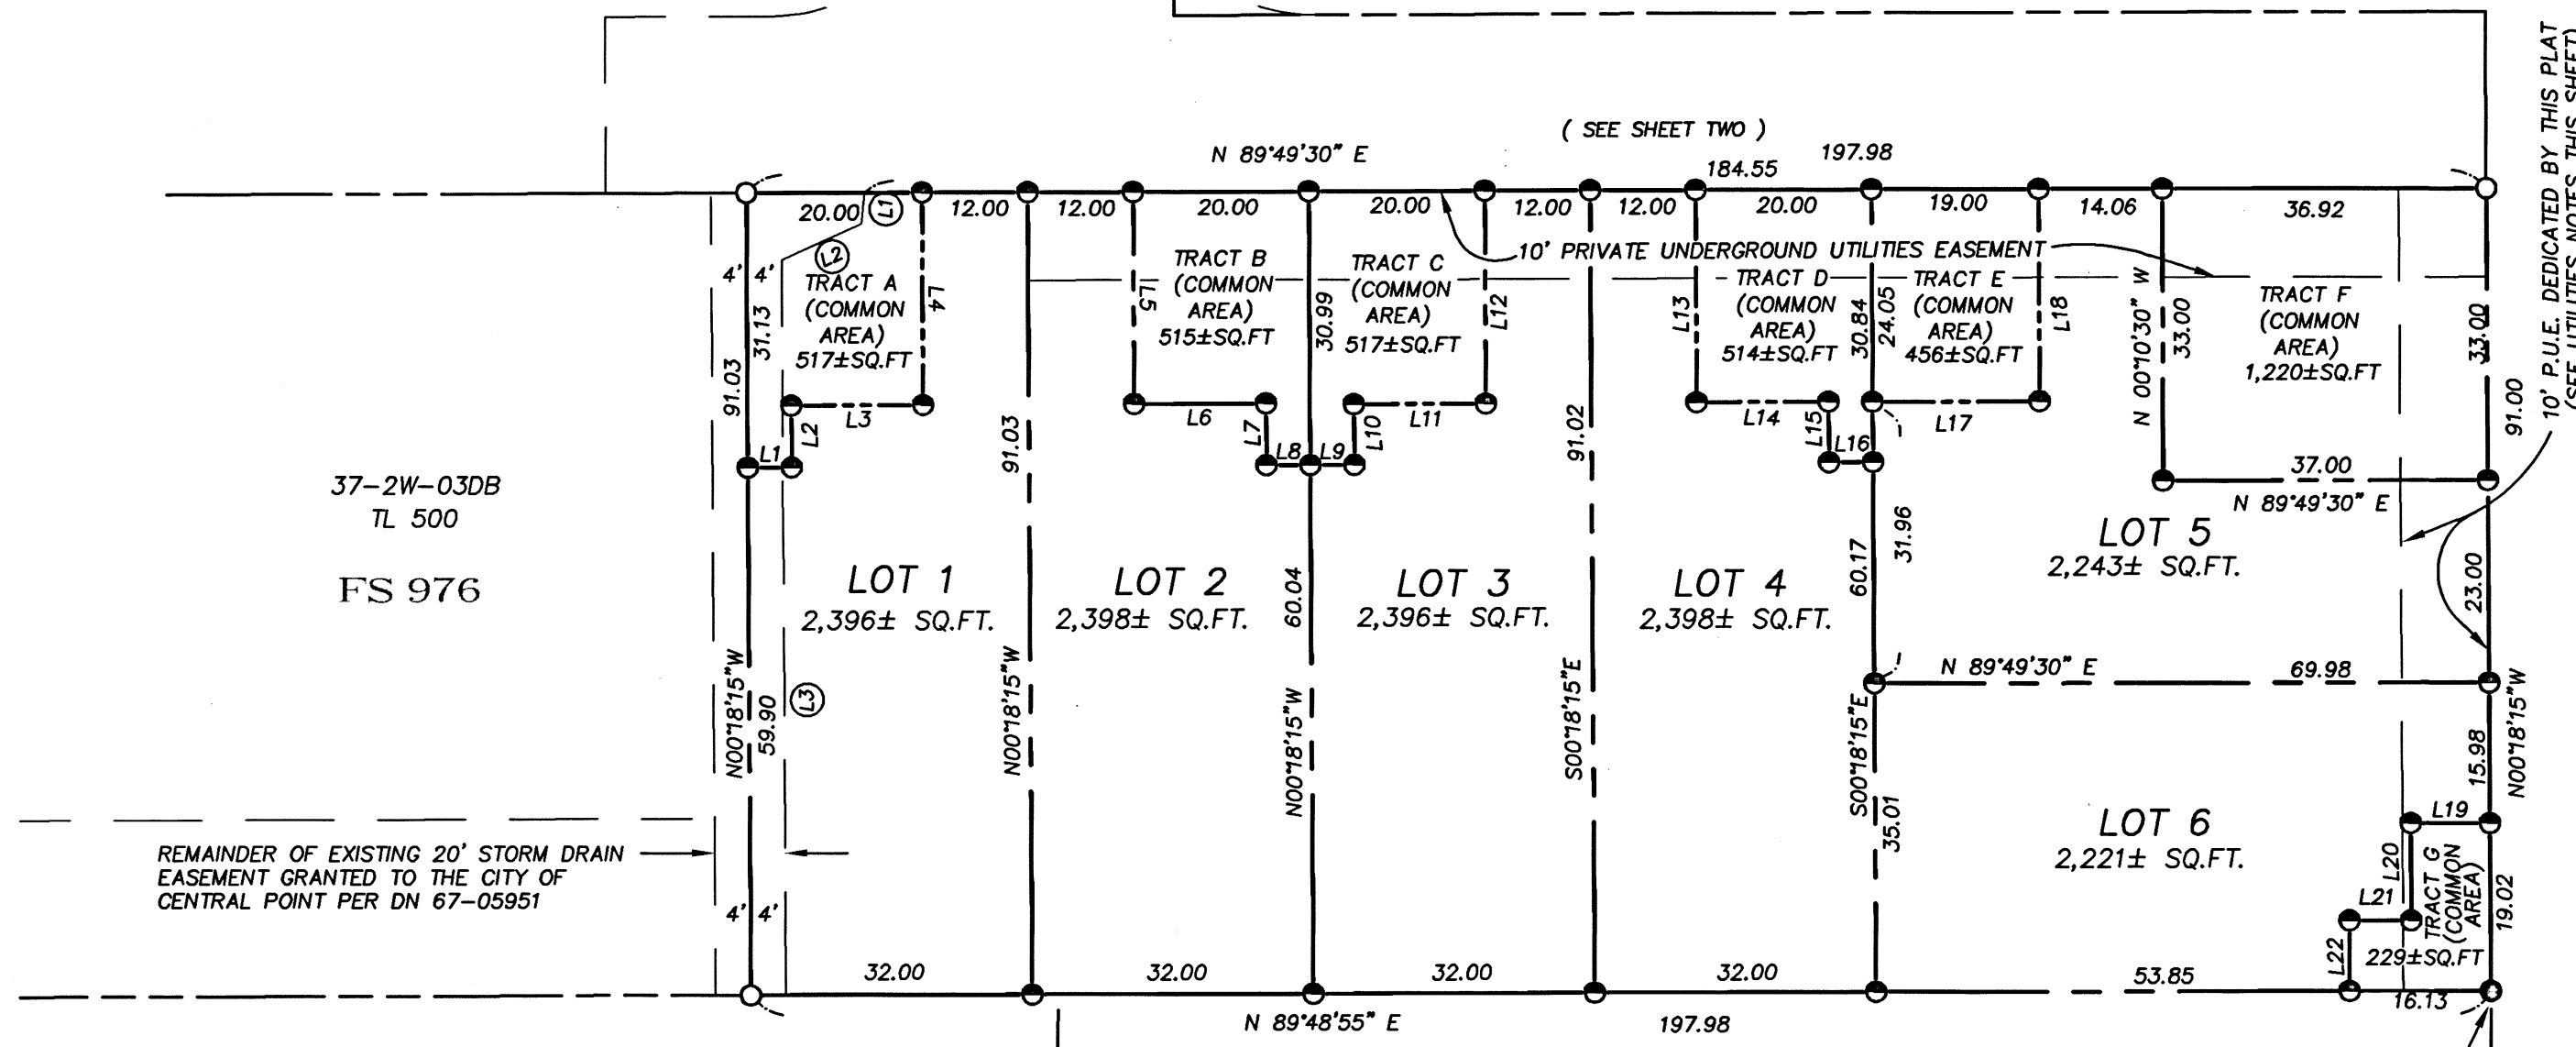 ( SEE SHEET TWO )
N 89°49'30" E
197.98
184.55
20.00
L1
12.00
12.00
20.00
20.00
12.00
12.00
20.00
19.00
14.06
36.92
10' PRIVATE UNDERGROUND UTILITIES EASEMENT
10' P.U.E. DEDICATED BY THIS PLAT
(SEE UTILITIES NOTES THIS SHEET)
4'
4'
L2
91.03
31.13
TRACT A
(COMMON
AREA)
517±SQ.FT
L4
L5
TRACT B
(COMMON
AREA)
515±SQ.FT
30.99
TRACT C
(COMMON
AREA)
517±SQ.FT
L12
L13
TRACT D
(COMMON
AREA)
514±SQ.FT
30.84
24.05
TRACT E
(COMMON
AREA)
456±SQ.FT
L18
N 00°10'30" W
33.00
TRACT F
(COMMON
AREA)
1,220±SQ.FT
33.00
91.00
L1
L2
L3
91.03
L6
L7
L8
L9
L10
L11
91.02
L14
L15
L16
L17
37.00
N 89°49'30" E
37-2W-03DB
TL 500
FS 976
LOT 1
2,396± SQ.FT.
LOT 2
2,398± SQ.FT.
60.04
LOT 3
2,396± SQ.FT.
LOT 4
2,398± SQ.FT.
60.17
31.96
LOT 5
2,243± SQ.FT.
23.00
N00°18'15"W
59.90
L3
N00°18'15"W
N00°18'15"W
S00°18'15"E
S00°18'15"E
35.01
N 89°49'30" E
69.98
15.98
N00°18'15"W
LOT 6
2,221± SQ.FT.
L19
L20
L21
L22
TRACT G
(COMMON
AREA)
229±SQ.FT
19.02
REMAINDER OF EXISTING 20' STORM DRAIN
EASEMENT GRANTED TO THE CITY OF
CENTRAL POINT PER DN 67-05951
4'
4'
32.00
32.00
32.00
32.00
53.85
16.13
N 89°48'55" E
197.98